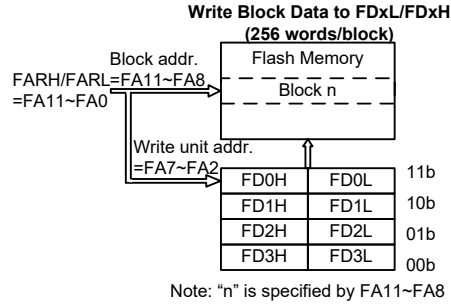 Write Block Data to FDxL/FDxH
(256 words/block)
Block addr.
Flash Memory
FARH/FARL=FA11~FA8
=FA11~FA0
Block n
Write unit addr.
=FA7~FA2
FD0H FD0L 11b
FD1H FD1L 10b
FD2H FD2L 01b
FD3H FD3L 00b
Note: “n” is specified by FA11~FA8